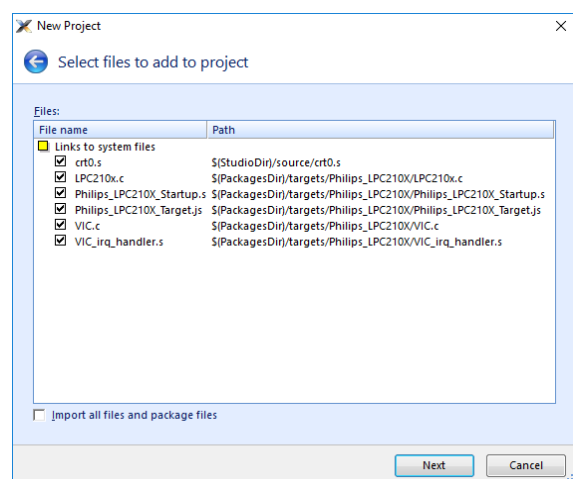 New Project
Select files to add to project
Files:
File name Path
Links to system files
crt0.s $(StudioDir)/source/crt0.s
LPC210x.c $(PackagesDir)/targets/Philips_LPC210X/LPC210x.c
Philips_LPC210X_Startup.s $(PackagesDir)/targets/Philips_LPC210X/Philips_LPC210X_Startup.s
Philips_LPC210X_Target.js $(PackagesDir)/targets/Philips_LPC210X/Philips_LPC210X_Target.js
VIC.c $(PackagesDir)/targets/Philips_LPC210X/VIC.c
VIC_irq_handler.s $(PackagesDir)/targets/Philips_LPC210X/VIC_irq_handler.s
Import all files and package files
Next Cancel